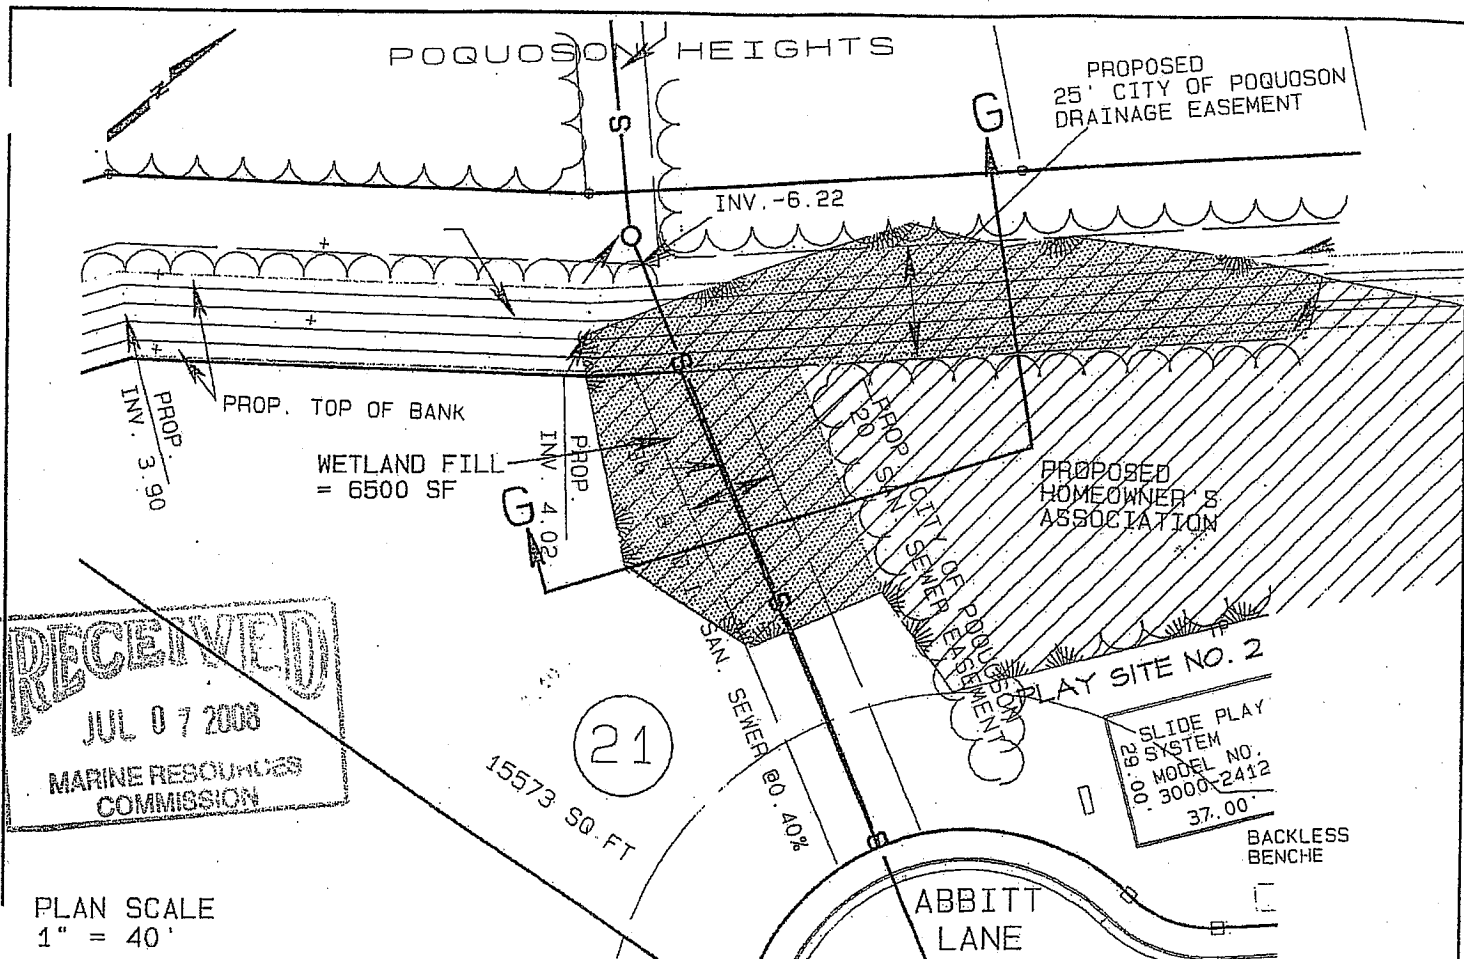 POQUOSON HEIGHTS
N
S
G
PROPOSED
25' CITY OF POQUOSON
DRAINAGE EASEMENT
INV.-6.22
PROP.
INV. 3.90
PROP. TOP OF BANK
WETLAND FILL
= 6500 SF
PROP.
INV. 4.02
G
PROP
20'
CITY OF POQUOSON
SAN. SEWER EASEMENT
PROPOSED
HOMEOWNER'S
ASSOCIATION
S
RECEIVED
JUL 07 2008
MARINE RESOURCES
COMMISSION
21
15573 SQ.FT
SAN. SEWER @0.40%
PLAY SITE NO. 2
SLIDE PLAY
SYSTEM
MODEL NO.
3000-2412
29.00'
37.00'
BACKLESS
BENCHE
ABBITT
LANE
PLAN SCALE
1" = 40'